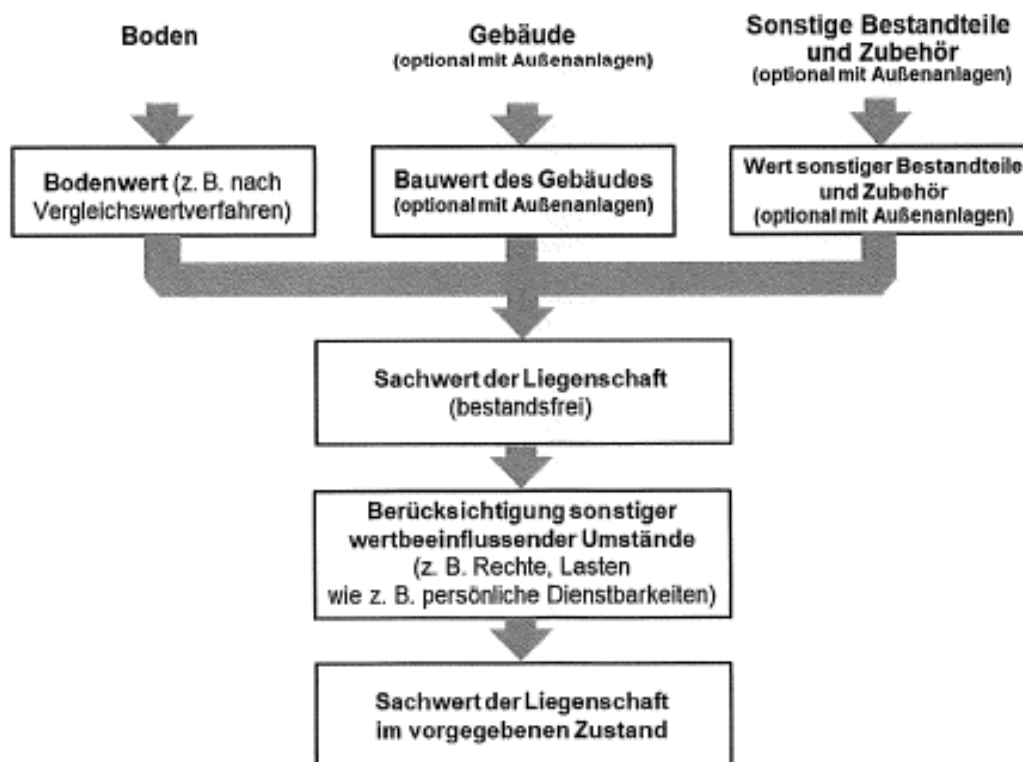 Boden
Gebäude
(optional mit Außenanlagen)
Sonstige Bestandteile
und Zubehör
(optional mit Außenanlagen)
Bodenwert (z. B. nach
Vergleichswertverfahren)
Bauwert des Gebäudes
(optional mit Außenanlagen)
Wert sonstiger Bestandteile
und Zubehör
(optional mit Außenanlagen)
Sachwert der Liegenschaft
(bestandsfrei)
Berücksichtigung sonstiger
wertbeeinflussender Umstände
(z. B. Rechte, Lasten
wie z. B. persönliche Dienstbarkeiten)
Sachwert der Liegenschaft
im vorgegebenen Zustand